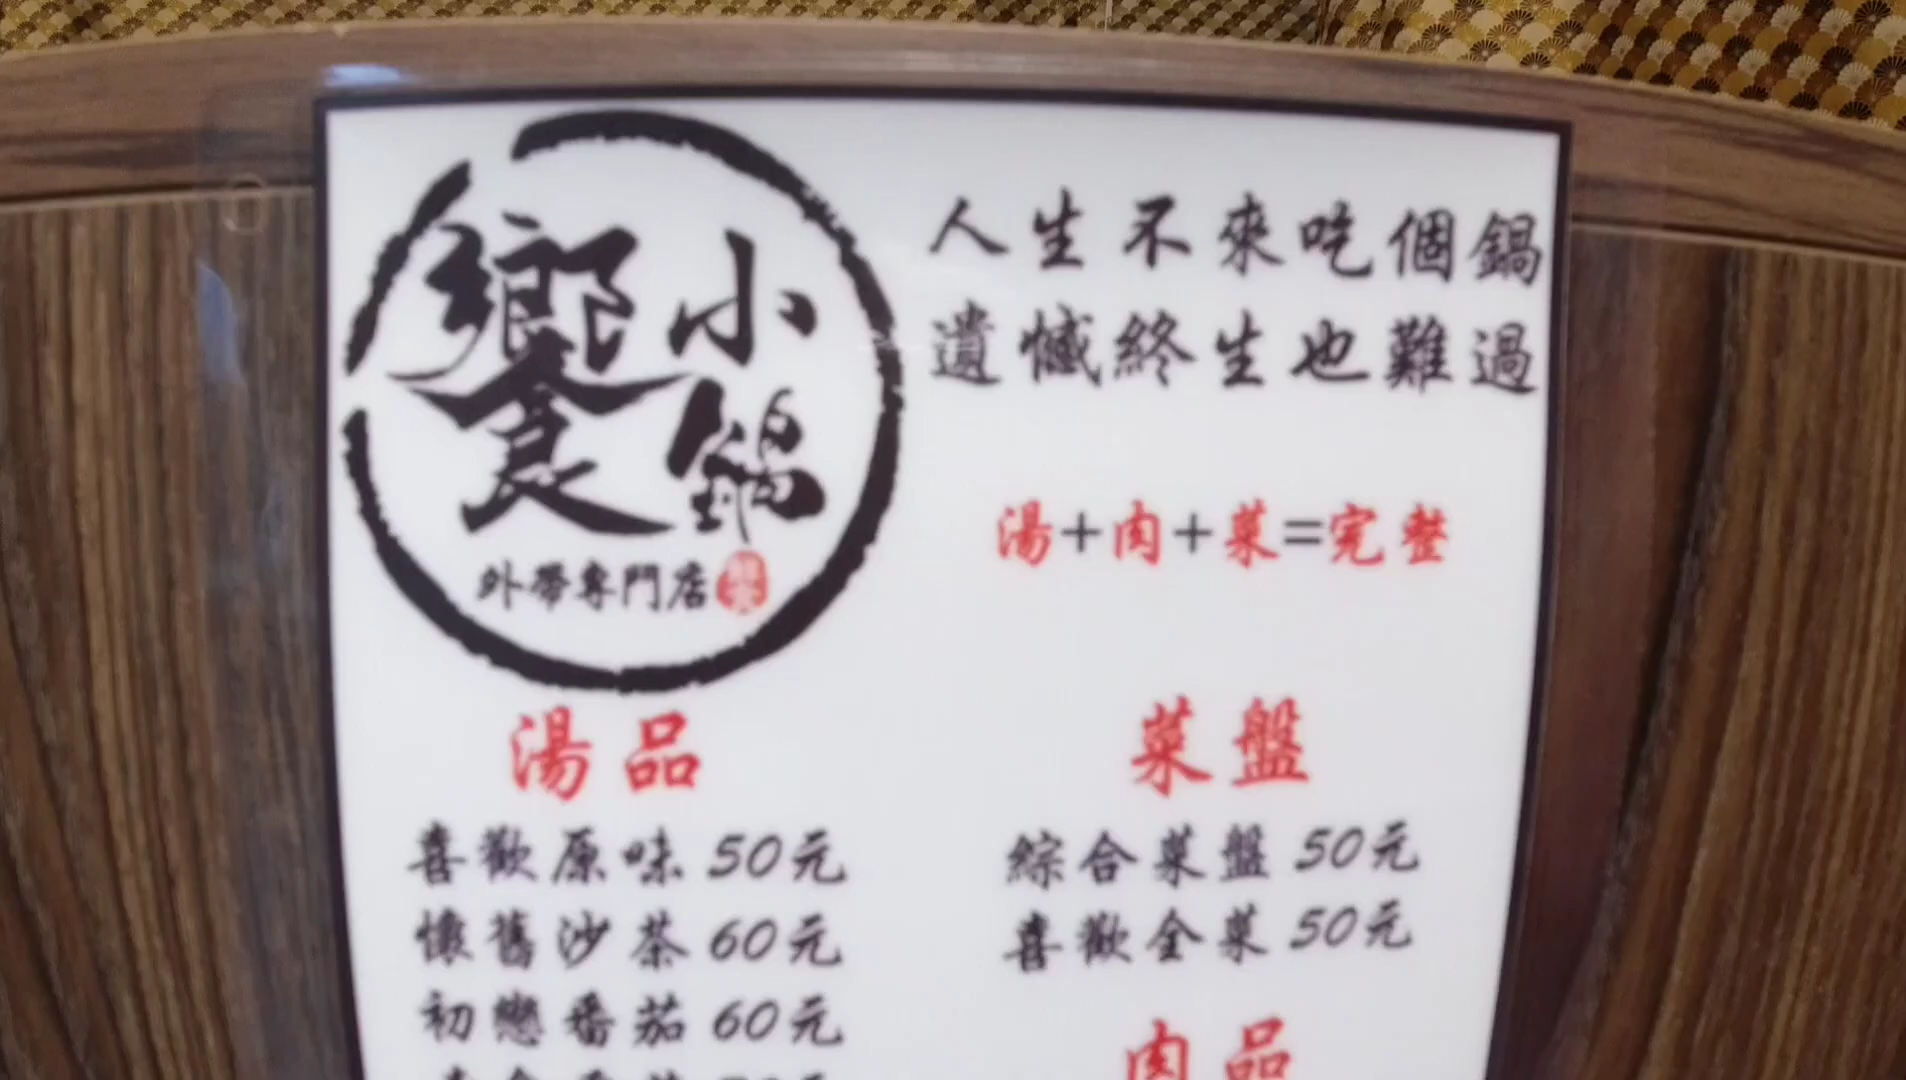 饗小鍋
外帶專門店
人生不來吃個鍋
遺憾終生也難過
湯+肉+菜=完整
湯品
喜歡原味 50元
懷舊沙茶 60元
初戀番茄 60元
菜盤
綜合菜盤 50元
喜歡全菜 50元
肉品